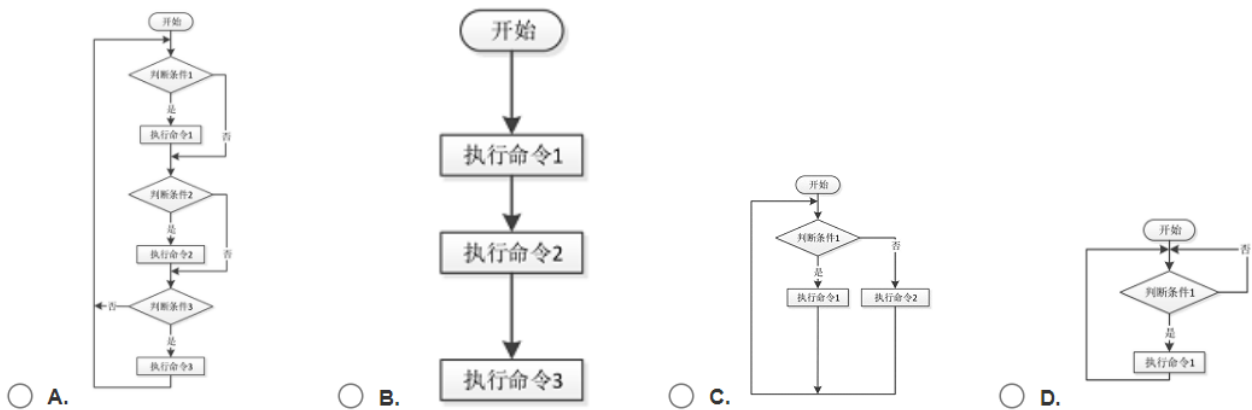 开始
判断条件1
是
执行命令1
否
判断条件2
是
执行命令2
否
判断条件3
否
是
执行命令3
A.
开始
执行命令1
执行命令2
执行命令3
B.
开始
判断条件1
否
是
执行命令1
执行命令2
C.
开始
否
判断条件1
是
执行命令1
D.